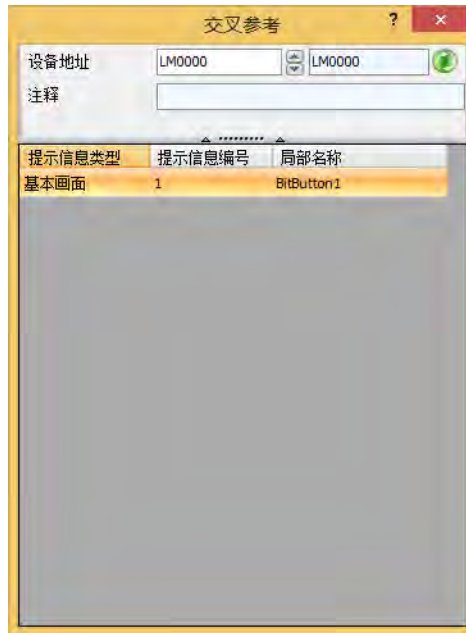 交叉参考 ?
设备地址 LM0000 LM0000
注释
提示信息类型 提示信息编号 局部名称
基本画面 1 BitButton1